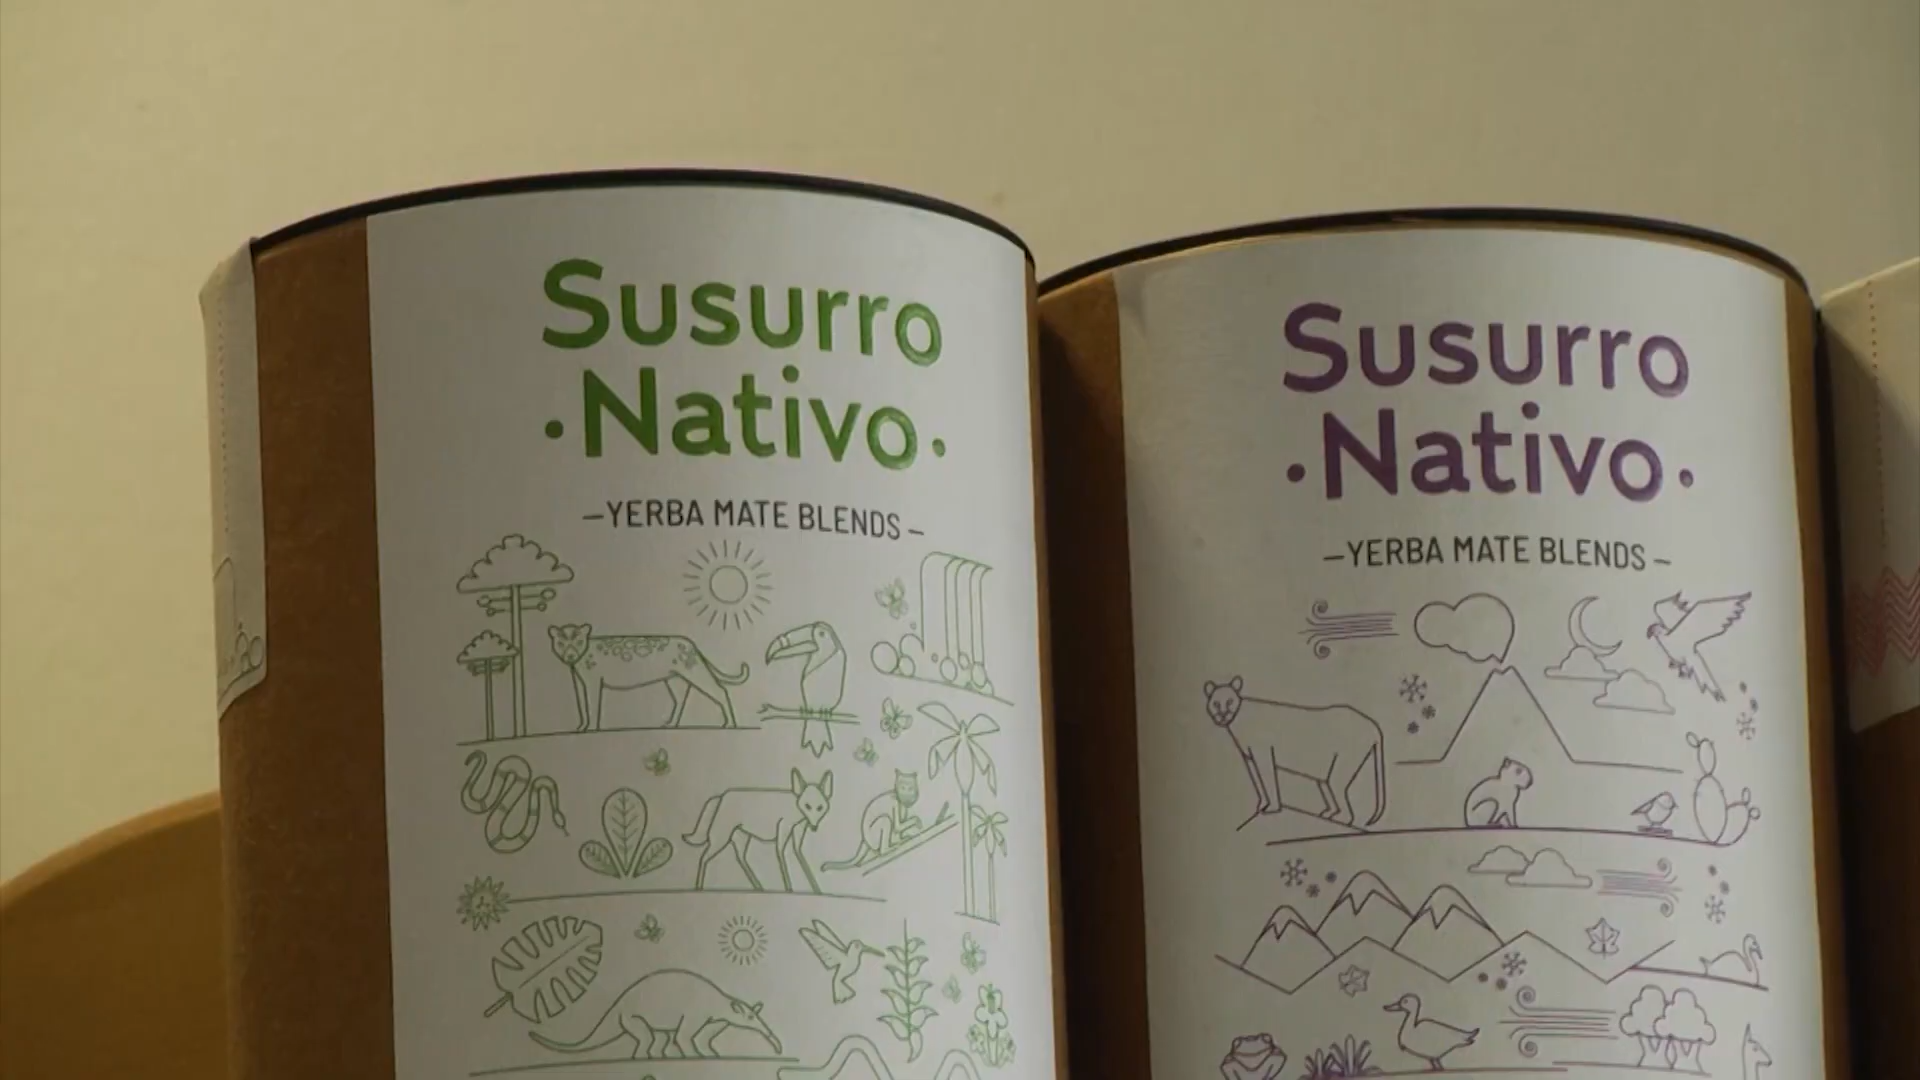 Susurro
·Nativo·
–YERBA MATE BLENDS–
Susurro
·Nativo·
–YERBA MATE BLENDS–